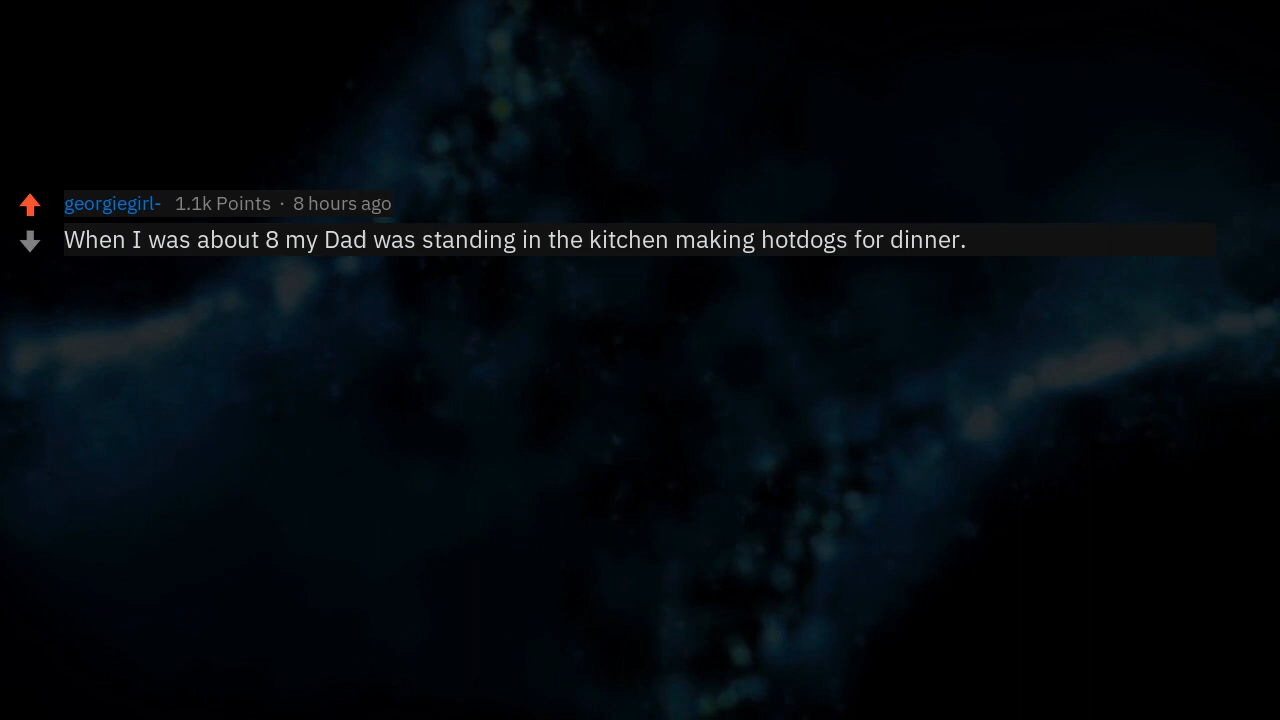 georgiegirl- 1.1k Points · 8 hours ago
When I was about 8 my Dad was standing in the kitchen making hotdogs for dinner.